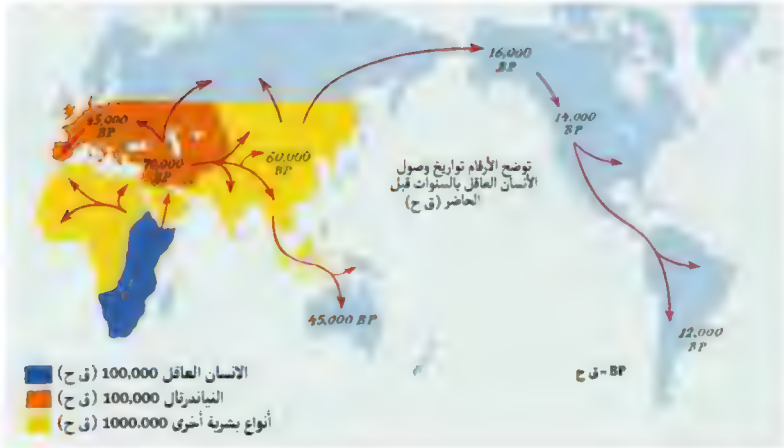 16,000
BP
14,000
BP
45,000
BP
70,000
BP
60,000
BP
توضح الأرقام تواريخ وصول
الأنسان العاقل بالسنوات قبل
الحاضر (ق ح)
45,000 BP
12,000
BP
BP = ق ح
الانسان العاقل 100,000 (ق ح)
النياندرتال 100,000 (ق ح)
أنواع بشرية أخرى 1000.000 (ق ح)